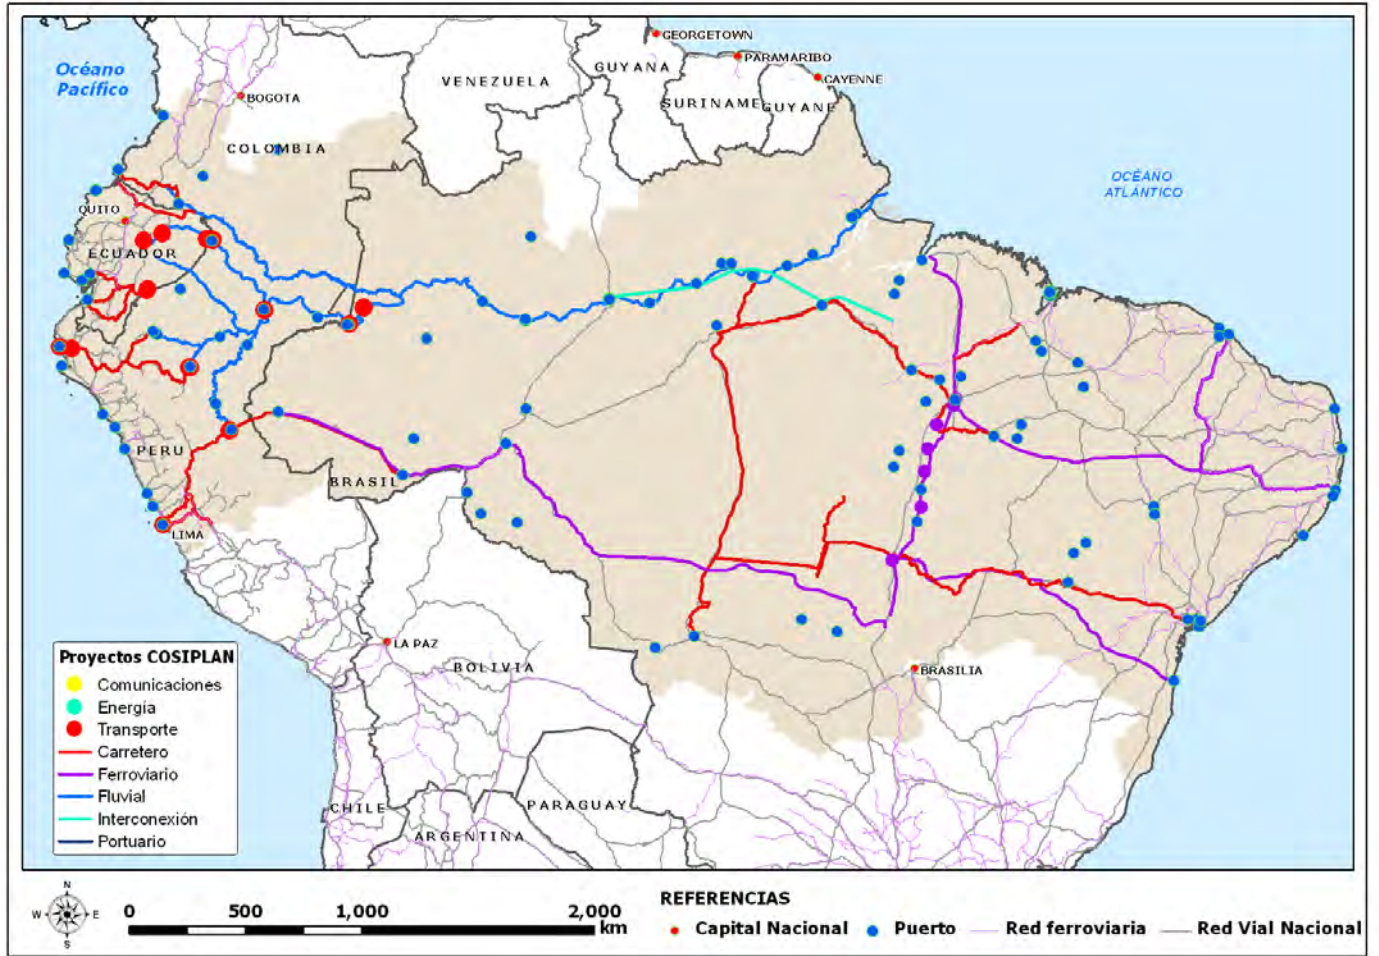 GEORGETOWN
PARAMARIBO
CAYENNE
Océano
Pacífico
VENEZUELA
GUYANA
SURINAME
GUYANE
BOGOTA
COLOMBIA
OCÉANO
ATLÁNTICO
QUITO
ECUADOR
PERU
BRASIL
LIMA
LA PAZ
BOLIVIA
BRASILIA
CHILE
PARAGUAY
ARGENTINA
Proyectos COSIPLAN
Comunicaciones
Energia
Transporte
Carretero
Ferroviario
Fluvial
Interconexión
Portuario
N
W E
S
0 500 1,000 2,000
km
REFERENCIAS
Capital Nacional Puerto Red ferroviaria Red Vial Nacional